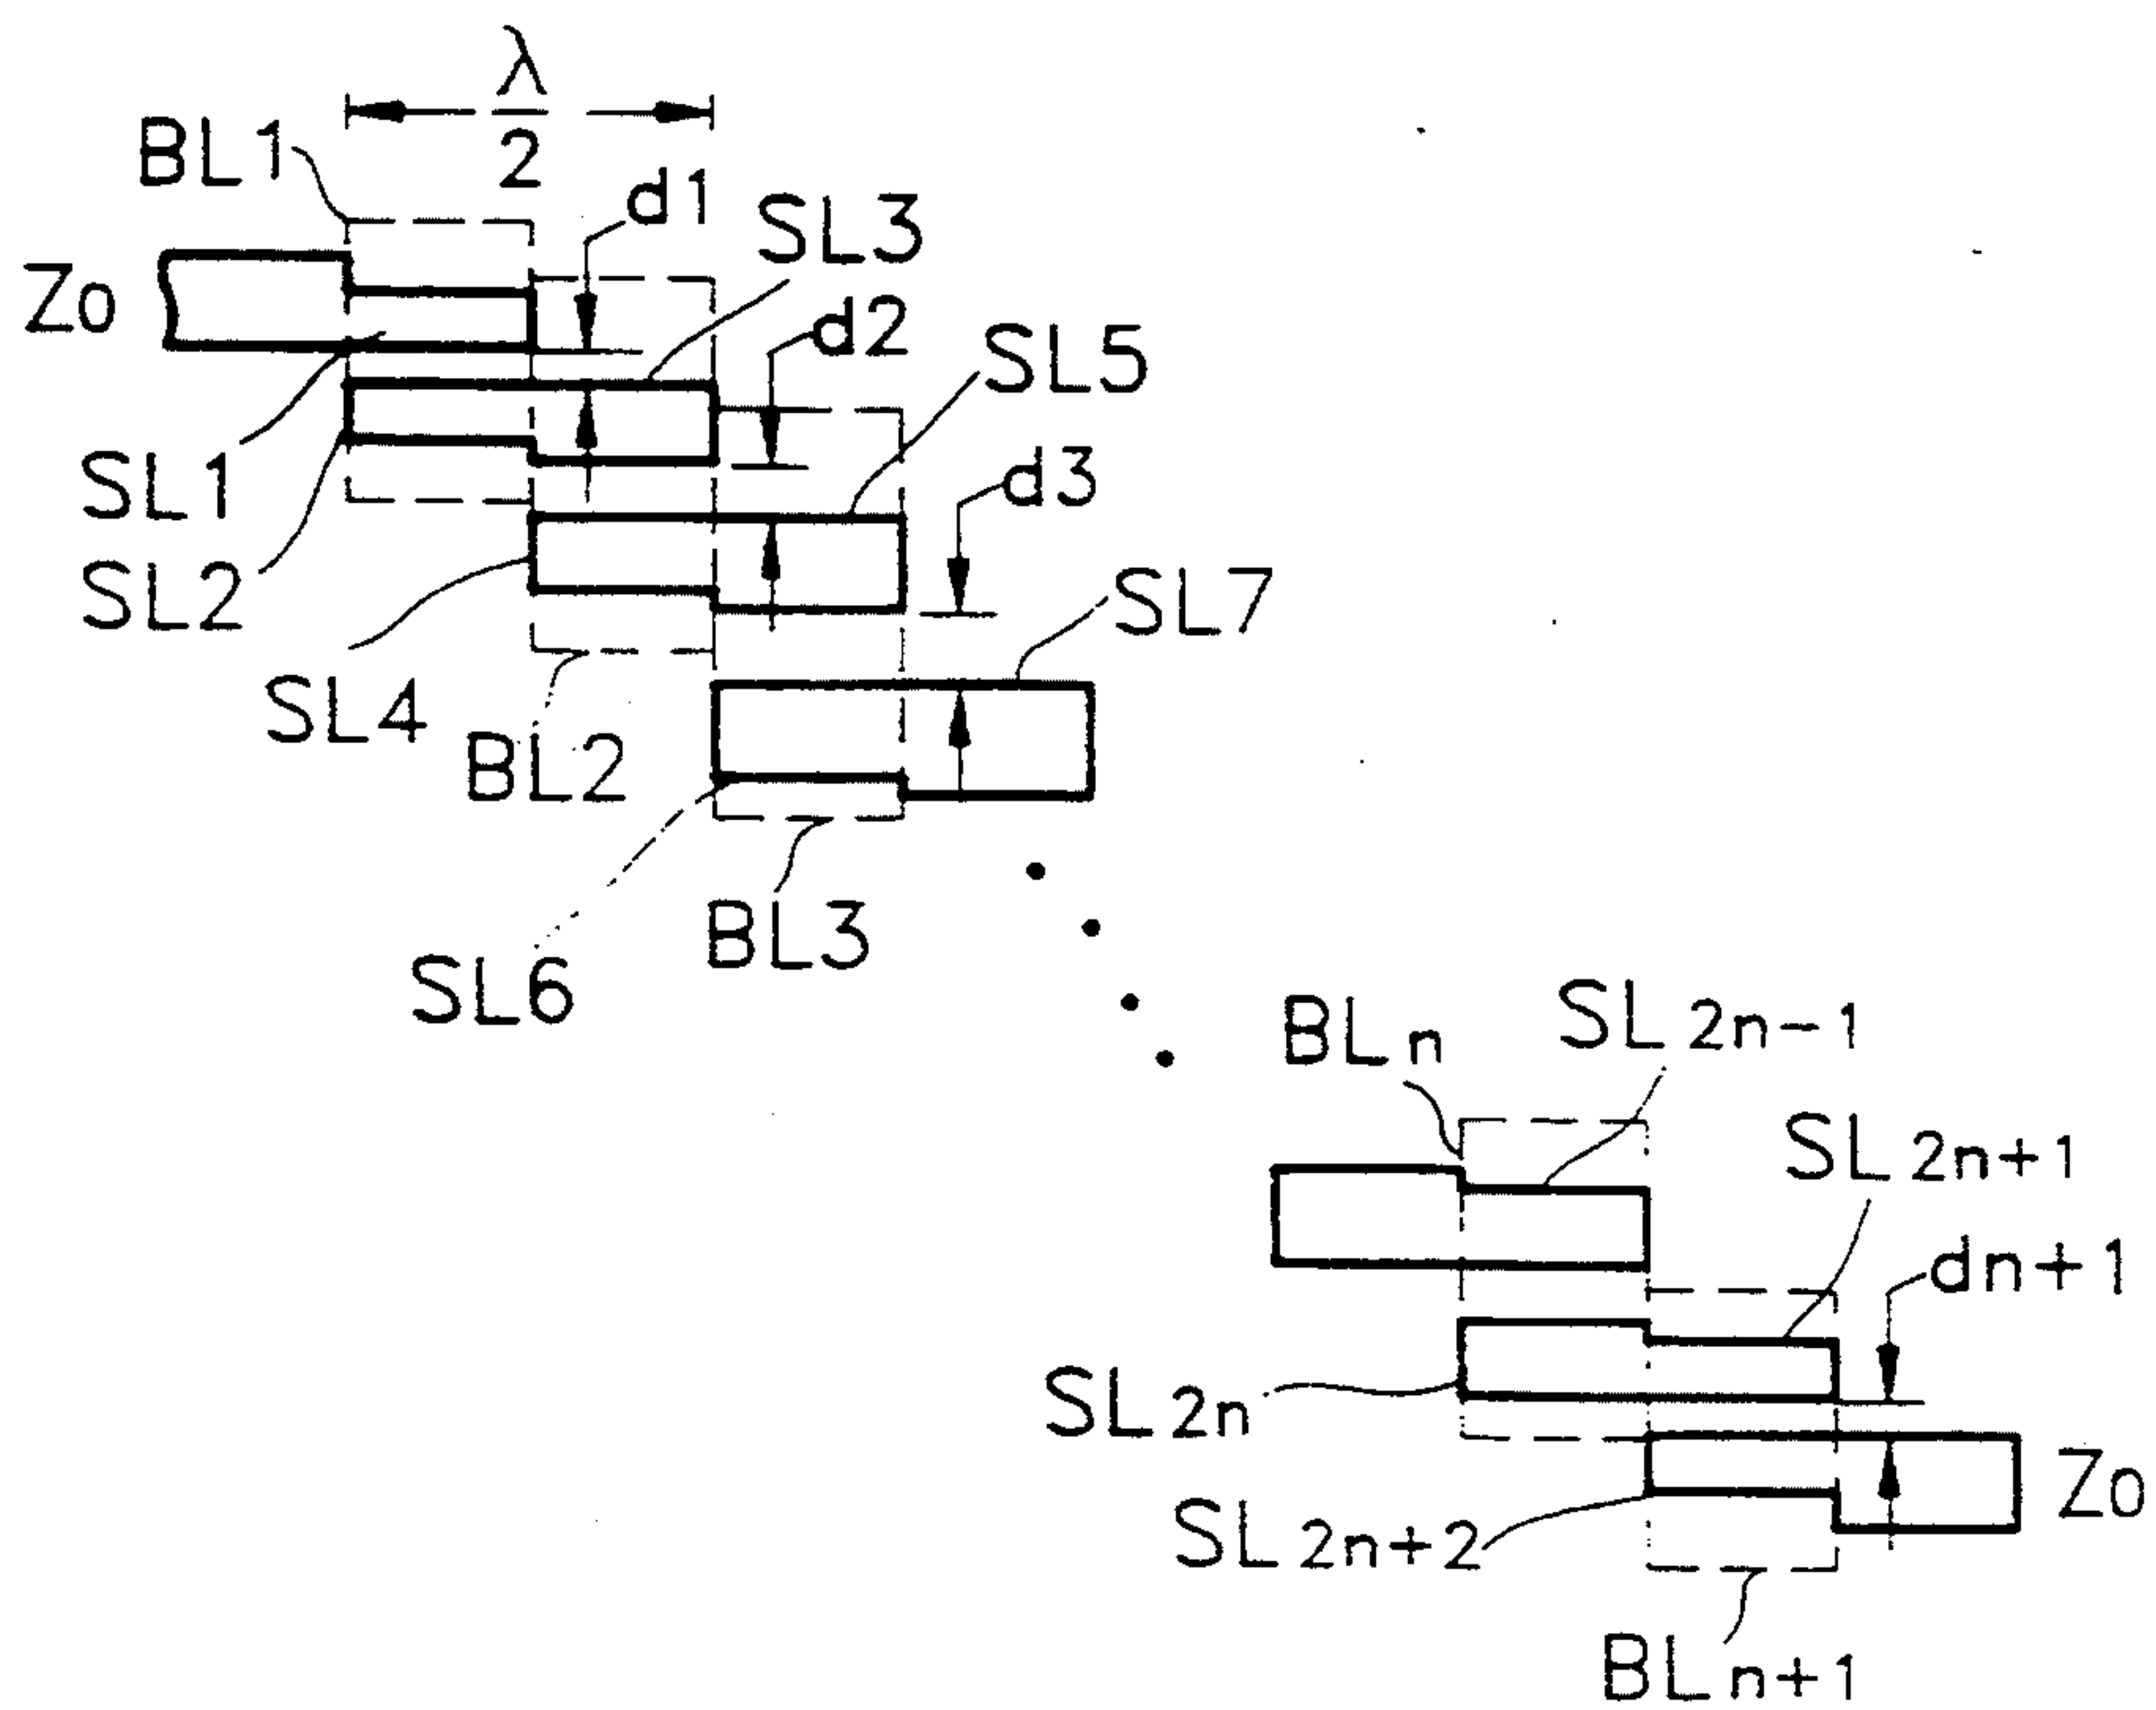 λ
2
BL1
d1
SL3
Zo
d2
SL5
SL1
d3
SL2
SL7
SL4
BL2
BL3
SL6
BLn
SL2n-1
SL2n+1
dn+1
SL2n
Zo
SL2n+2
BLn+1